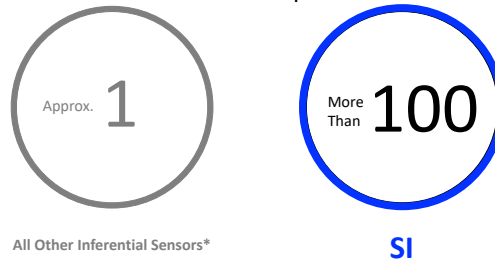 Approx. 1
More Than 100
All Other Inferential Sensors*
SI